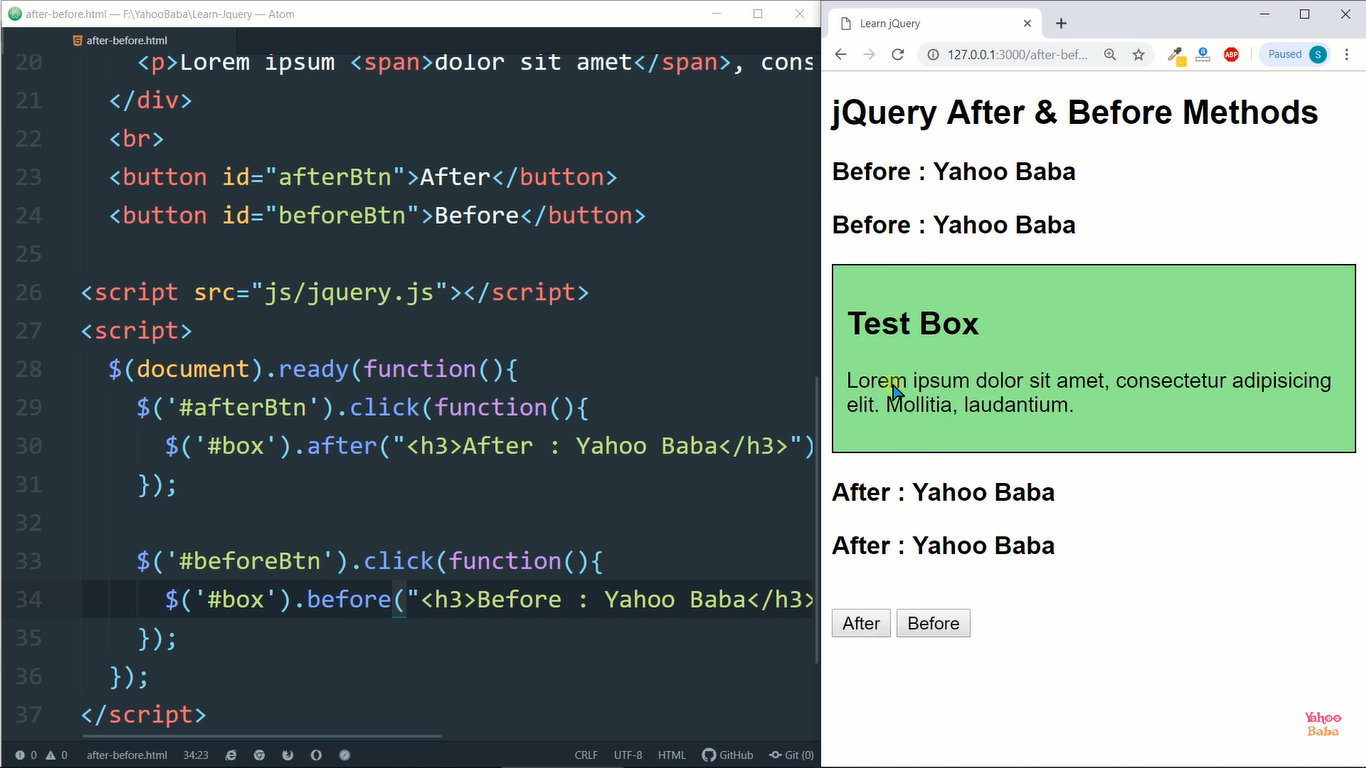 after-before.html — F:\YahooBaba\Learn-Jquery — Atom
after-before.html
20 <p>Lorem ipsum <span>dolor sit amet</span>, cons
21 </div>
22 <br>
23 <button id="afterBtn">After</button>
24 <button id="beforeBtn">Before</button>
25
26 <script src="js/jquery.js"></script>
27 <script>
28 $(document).ready(function(){
29 $('#afterBtn').click(function(){
30 $('#box').after("<h3>After : Yahoo Baba</h3>")
31 });
32
33 $('#beforeBtn').click(function(){
34 $('#box').before("<h3>Before : Yahoo Baba</h3>
35 });
36 });
37 </script>
0 0 after-before.html 34:23 CRLF UTF-8 HTML GitHub Git (0)
Learn jQuery
127.0.0.1:3000/after-bef... ABP Paused S
jQuery After & Before Methods
Before : Yahoo Baba
Before : Yahoo Baba
Test Box
Lorem ipsum dolor sit amet, consectetur adipisicing
elit. Mollitia, laudantium.
After : Yahoo Baba
After : Yahoo Baba
After Before
Yahoo
Baba